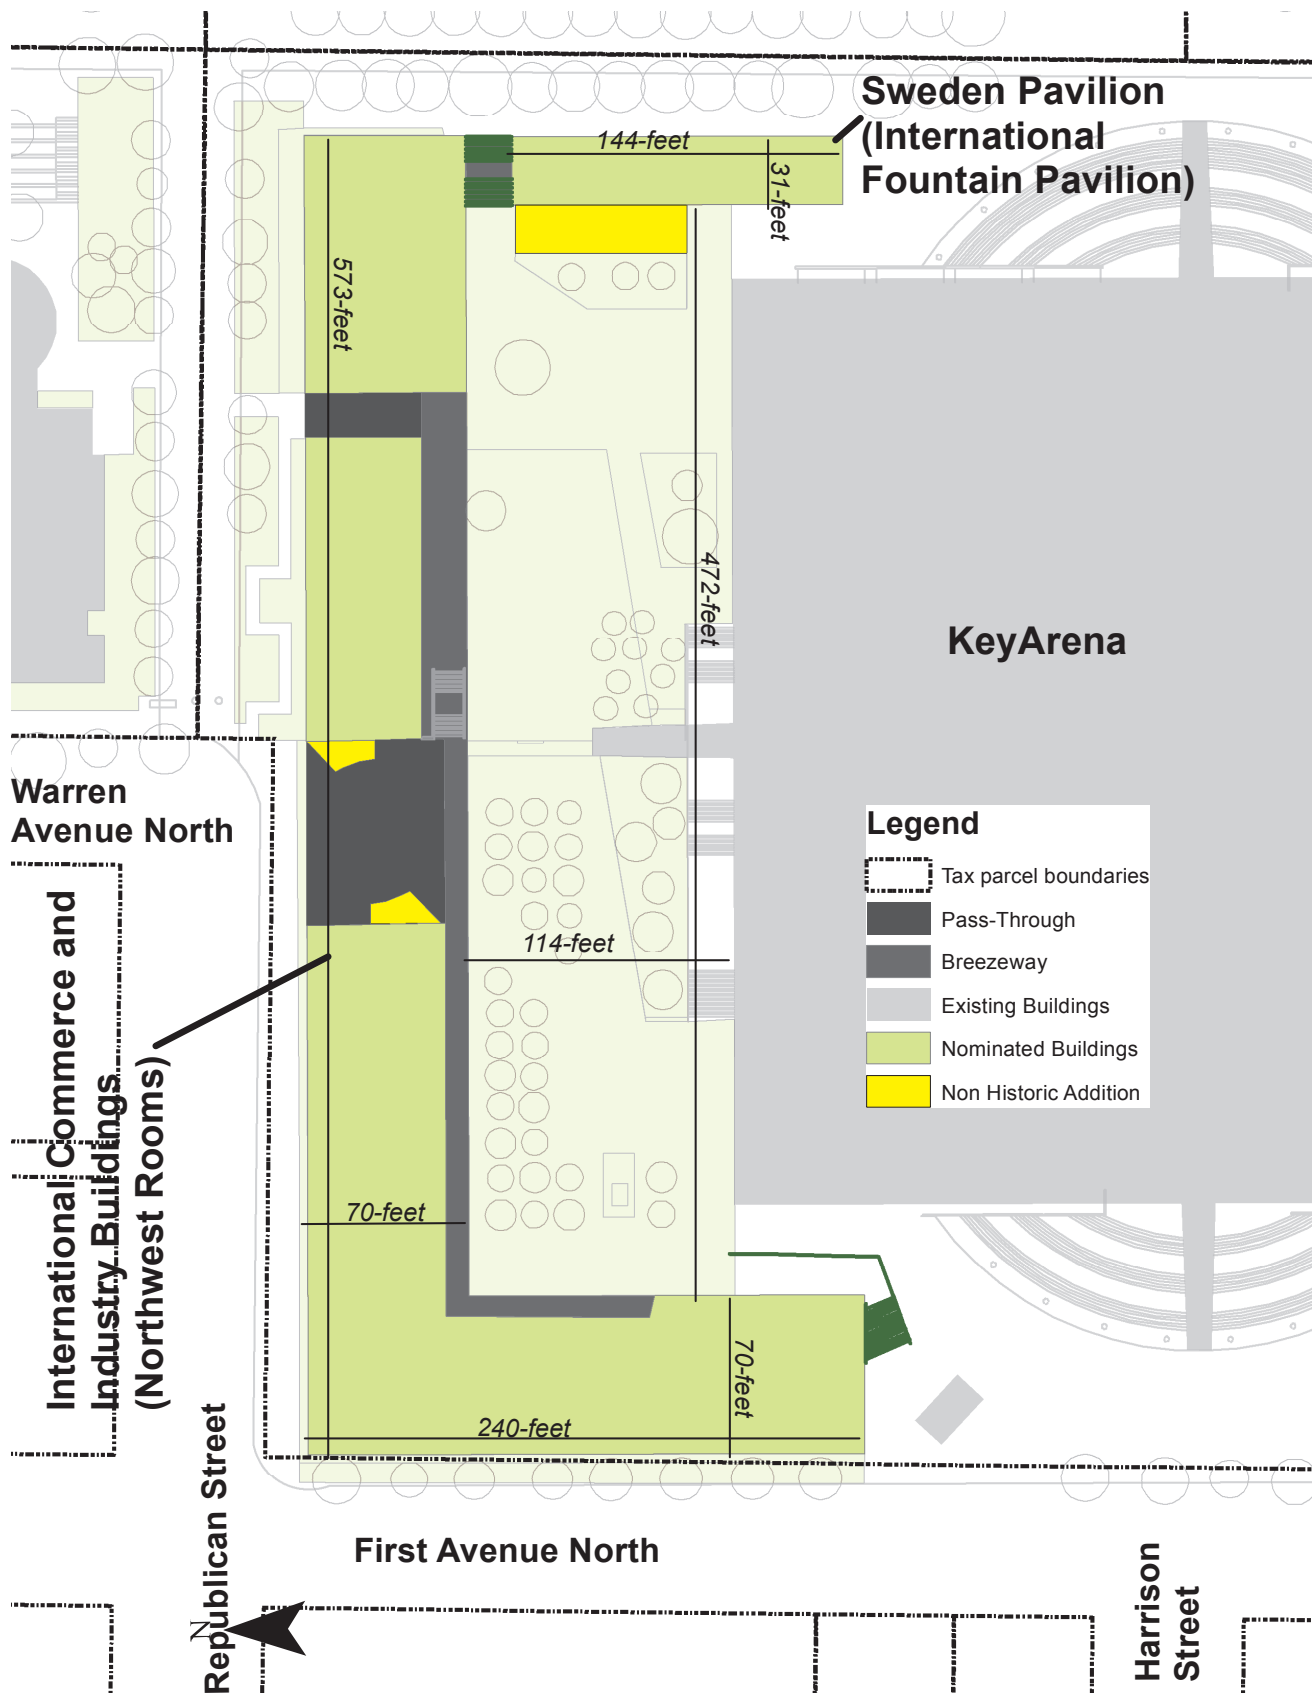 Sweden Pavilion
(International
Fountain Pavilion)
144-feet
31-feet
573-feet
472-feet
KeyArena
Warren
Avenue North
Legend
Tax parcel boundaries
Pass-Through
Breezeway
Existing Buildings
Nominated Buildings
Non Historic Addition
International Commerce and
Industry Buildings
(Northwest Rooms)
114-feet
70-feet
70-feet
240-feet
Republican Street
First Avenue North
Harrison
Street
N